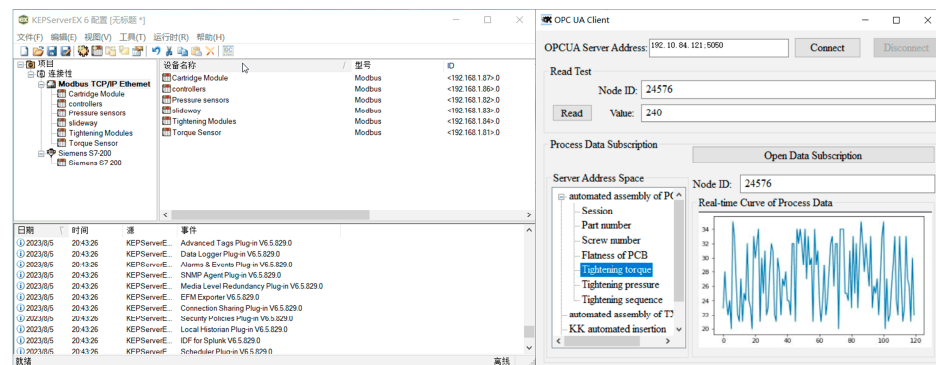 KEPServerEX 6 配置 [无标题 *]
文件(F) 编辑(E) 视图(V) 工具(T) 运行时(R) 帮助(H)
项目
连接性
Modbus TCP/IP Ethernet
Cartridge Module
controllers
Pressure sensors
slideway
Tightening Modules
Torque Sensor
Siemens S7-200
Siemens S7 200
设备名称 / 型号 ID
Cartridge Module Modbus <192.168.1.87>.0
controllers Modbus <192.168.1.86>.0
Pressure sensors Modbus <192.168.1.82>.0
slideway Modbus <192.168.1.83>.0
Tightening Modules Modbus <192.168.1.84>.0
Torque Sensor Modbus <192.168.1.81>.0
日期 时间 源 事件
2023/8/5 20:43:26 KEPServerE... Advanced Tags Plug-in V6.5.829.0
2023/8/5 20:43:26 KEPServerE... Data Logger Plug-in V6.5.829.0
2023/8/5 20:43:26 KEPServerE... Alarms & Events Plug-in V6.5.829.0
2023/8/5 20:43:26 KEPServerE... SNMP Agent Plug-in V6.5.829.0
2023/8/5 20:43:26 KEPServerE... Media Level Redundancy Plug-in V6.5.829.0
2023/8/5 20:43:26 KEPServerE... EFM Exporter V6.5.829.0
2023/8/5 20:43:26 KEPServerE... Connection Sharing Plug-in V6.5.829.0
2023/8/5 20:43:26 KEPServerE... Security Policies Plug-in V6.5.829.0
2023/8/5 20:43:26 KEPServerE... Local Historian Plug-in V6.5.829.0
2023/8/5 20:43:26 KEPServerE... IDF for Splunk V6.5.829.0
2023/8/5 20:43:26 KEPServerE... Scheduler Plug-in V6.5.829.0
就绪 离线
OPC UA Client
OPCUA Server Address: 192.10.84.121;5050 Connect Disconnect
Read Test
Node ID: 24576
Read Value: 240
Process Data Subscription
Open Data Subscription
Server Address Space
Node ID: 24576
automated assembly of PC
Session
Part number
Screw number
Flatness of PCB
Tightening torque
Tightening pressure
Tightening sequence
automated assembly of
KK automated insertion
Real-time Curve of Process Data
34
32
30
28
26
24
22
20
0 20 40 60 80 100 120